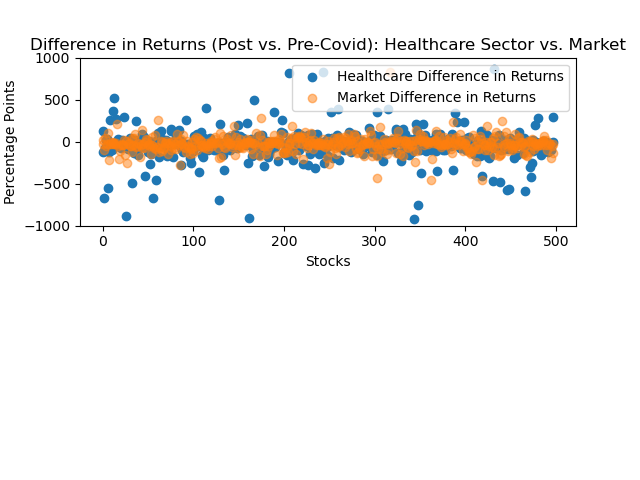 Difference in Returns (Post vs. Pre-Covid): Healthcare Sector vs. Market
1000
500
0
−500
−1000
Percentage Points
Healthcare Difference in Returns
Market Difference in Returns
0 100 200 300 400 500
Stocks